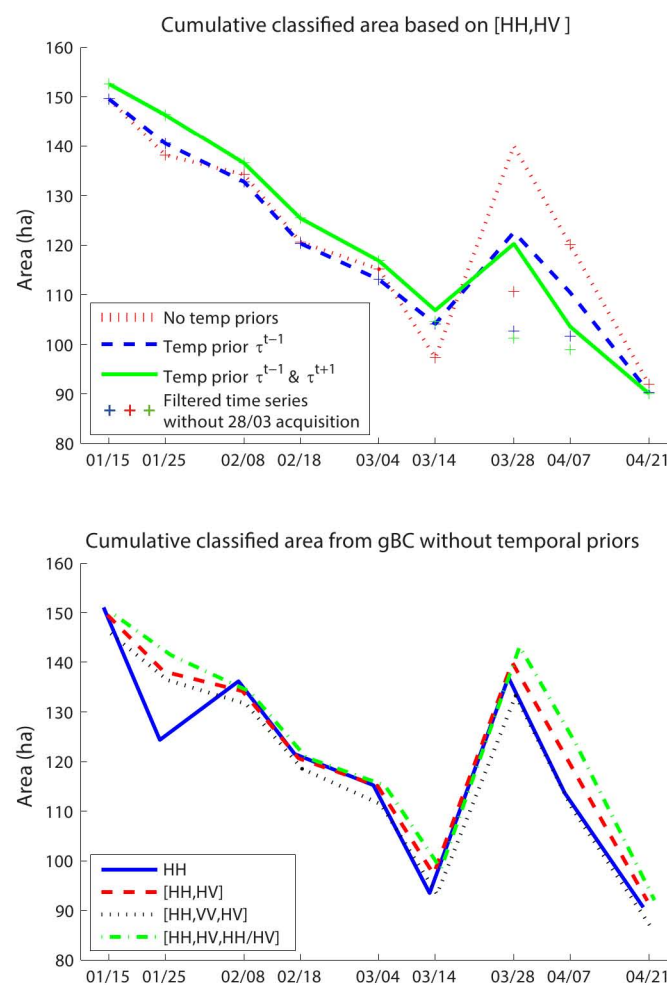 Cumulative classified area based on [HH,HV ]
160
150
140
130
120
110
100
90
80
Area (ha)
No temp priors
Temp prior τᵗ⁻¹
Temp prior τᵗ⁻¹ & τᵗ⁺¹
Filtered time series
without 28/03 acquisition
01/15 01/25 02/08 02/18 03/04 03/14 03/28 04/07 04/21
Cumulative classified area from gBC without temporal priors
160
150
140
130
120
110
100
90
80
Area (ha)
HH
[HH,HV]
[HH,VV,HV]
[HH,HV,HH/HV]
01/15 01/25 02/08 02/18 03/04 03/14 03/28 04/07 04/21